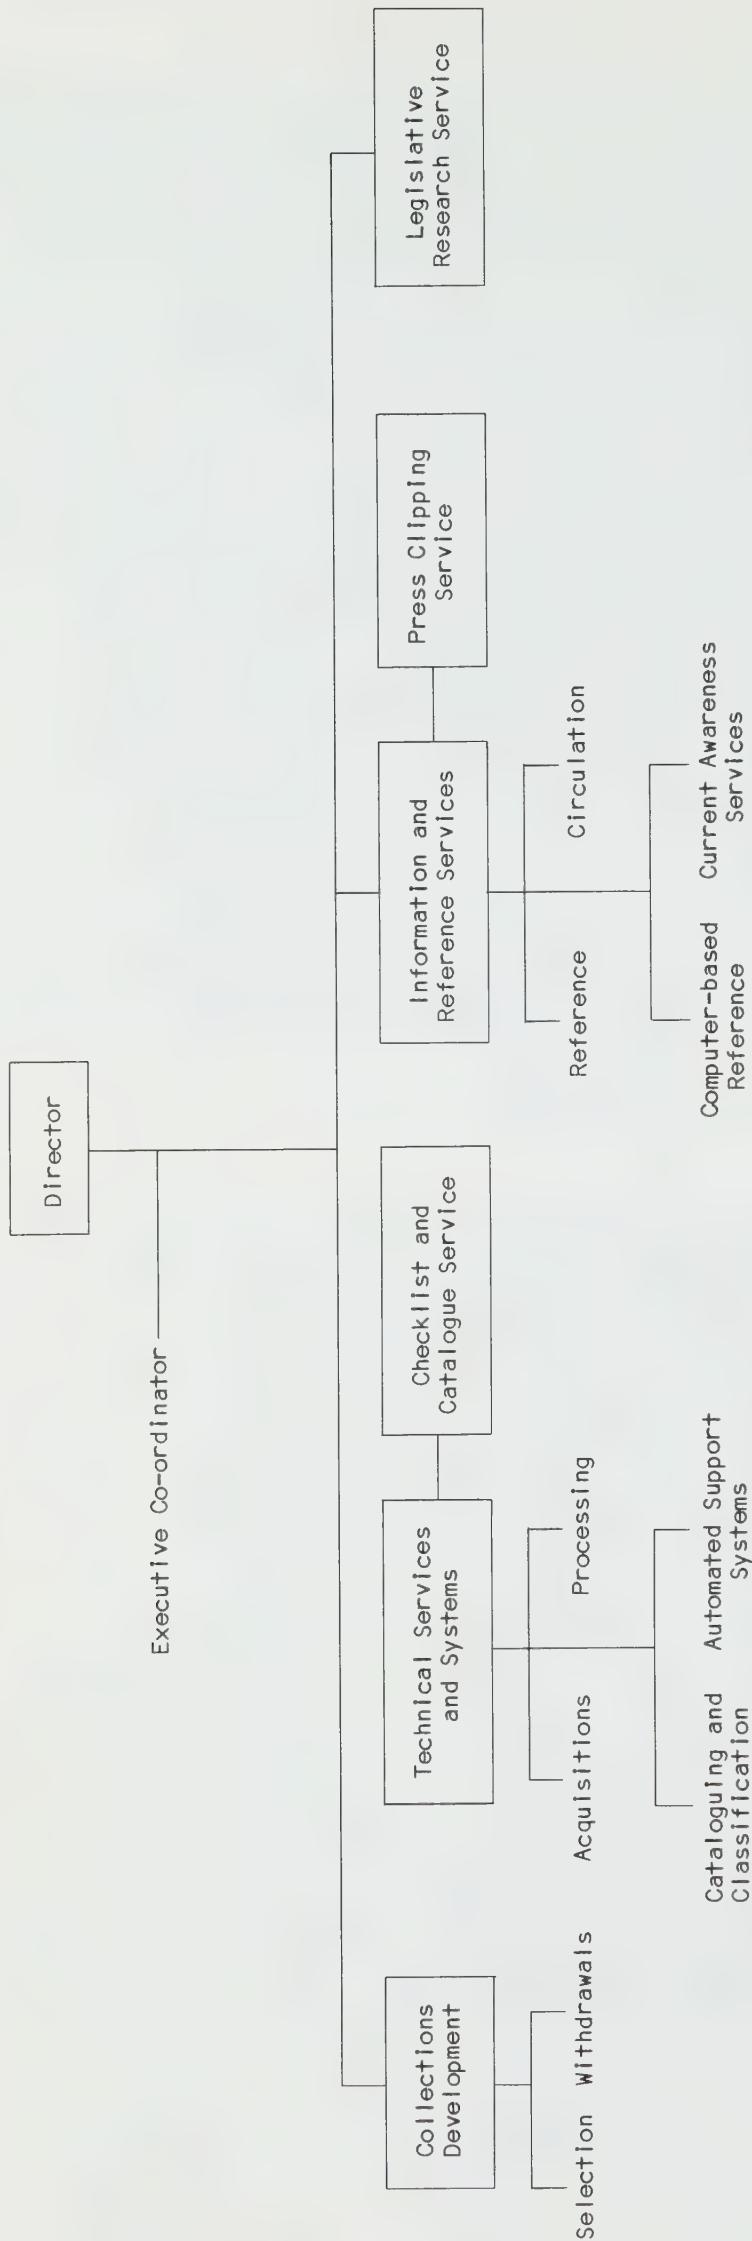 Director
Executive Co-ordinator
Collections
Development
Selection
Withdrawals
Technical Services
and Systems
Acquisitions
Processing
Cataloguing and
Classification
Automated Support
Systems
Checklist and
Catalogue Service
Information and
Reference Services
Reference
Circulation
Computer-based
Reference
Current Awareness
Services
Press Clipping
Service
Legislative
Research Service